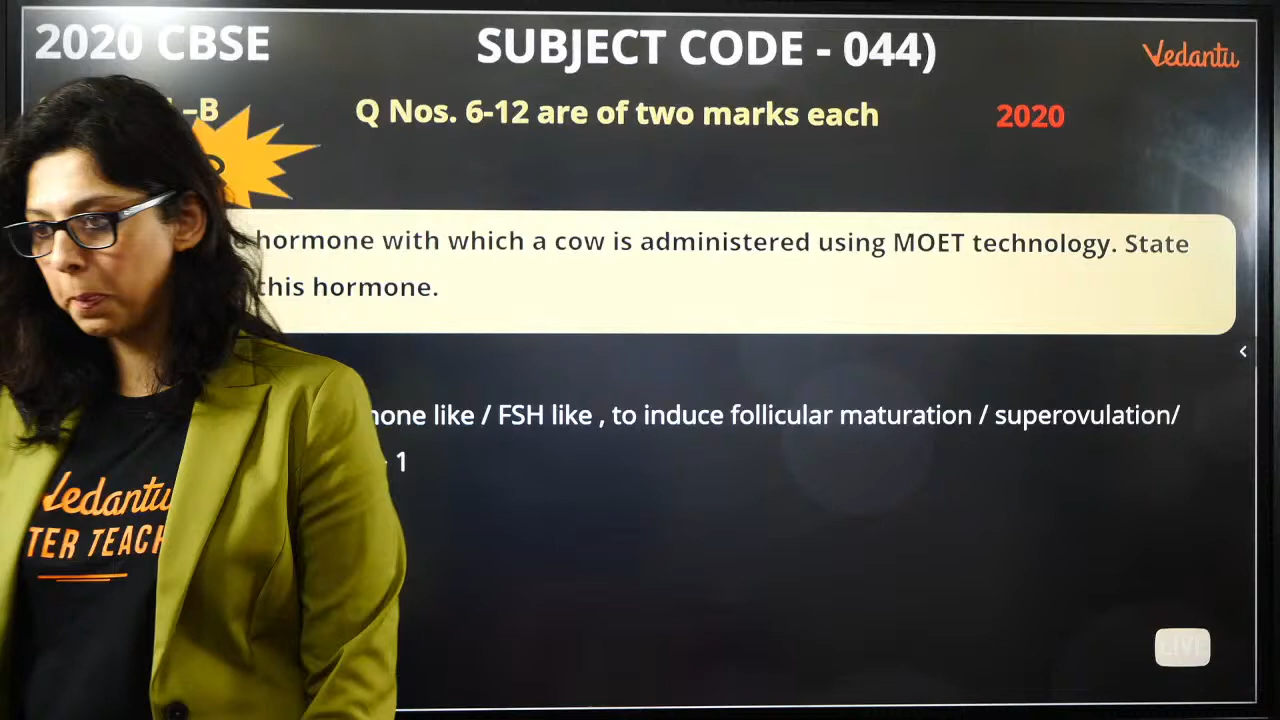 2020 CBSE SUBJECT CODE - 044) Vedantu
–B Q Nos. 6-12 are of two marks each 2020
hormone with which a cow is administered using MOET technology. State
this hormone.
like / FSH like , to induce follicular maturation / superovulation/
1
Vedantu
TER TEACH
LIVE